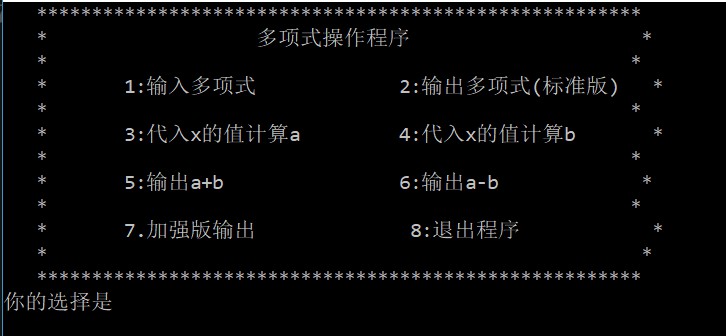 *******************************************************
* 多项式操作程序 *
* *
* 1:输入多项式 2:输出多项式(标准版) *
* *
* 3:代入x的值计算a 4:代入x的值计算b *
* *
* 5:输出a+b 6:输出a-b *
* *
* 7.加强版输出 8:退出程序 *
* *
*******************************************************
你的选择是